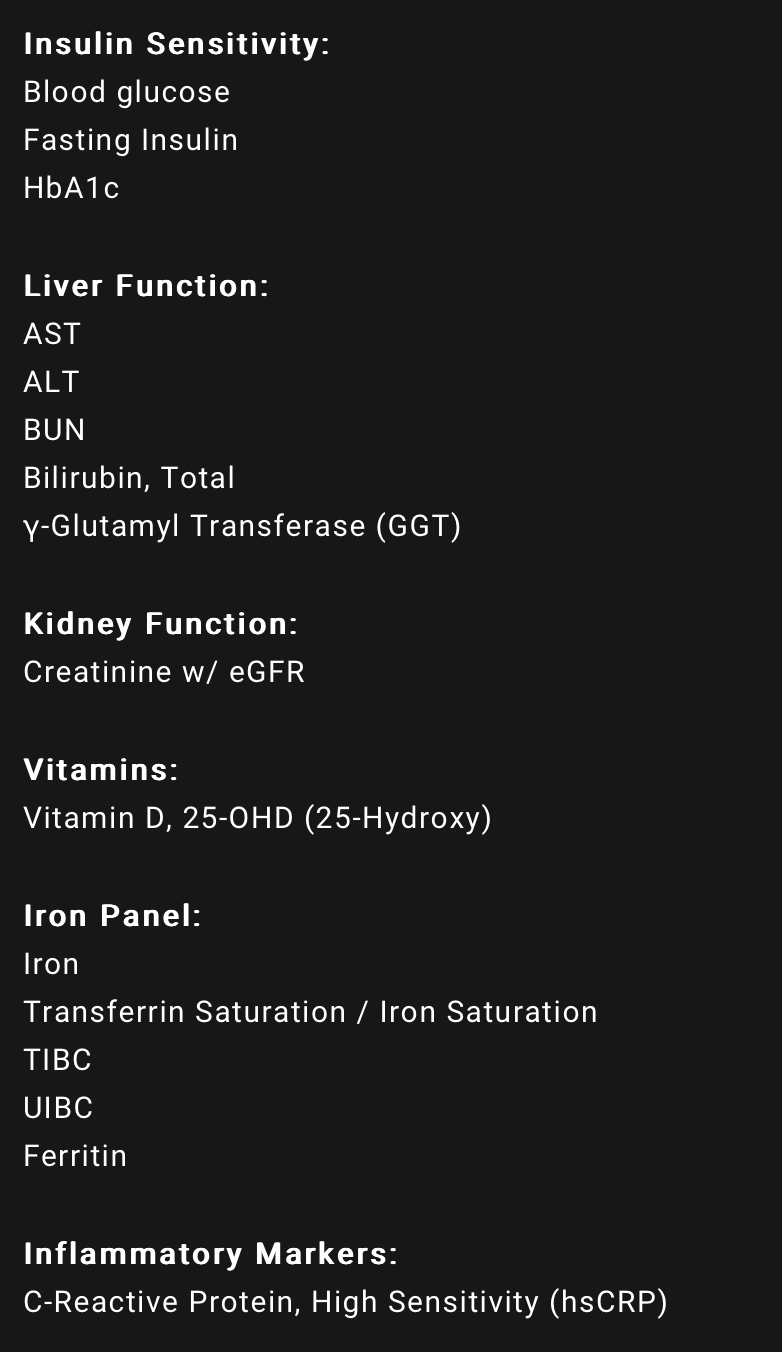 Insulin Sensitivity:
Blood glucose
Fasting Insulin
HbA1c
Liver Function:
AST
ALT
BUN
Bilirubin, Total
γ-Glutamyl Transferase (GGT)
Kidney Function:
Creatinine w/ eGFR
Vitamins:
Vitamin D, 25-OHD (25-Hydroxy)
Iron Panel:
Iron
Transferrin Saturation / Iron Saturation
TIBC
UIBC
Ferritin
Inflammatory Markers:
C-Reactive Protein, High Sensitivity (hsCRP)